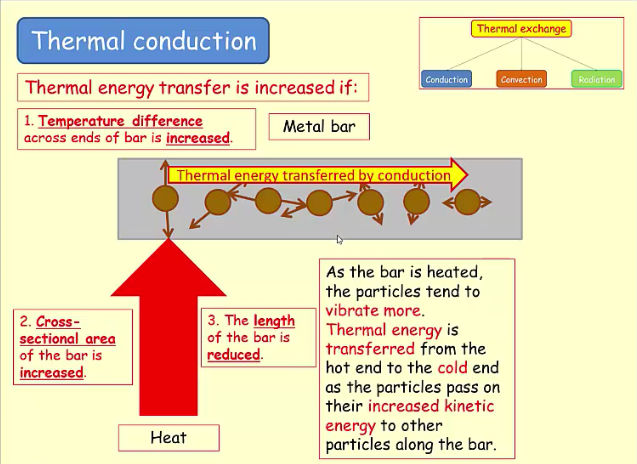 Thermal conduction
Thermal exchange
Conduction
Convection
Radiation
Thermal energy transfer is increased if:
1. Temperature difference
across ends of bar is increased.
Metal bar
Thermal energy transferred by conduction
2. Cross-
sectional area
of the bar is
increased.
3. The length
of the bar is
reduced.
As the bar is heated,
the particles tend to
vibrate more.
Thermal energy is
transferred from the
hot end to the cold end
as the particles pass on
their increased kinetic
energy to other
particles along the bar.
Heat